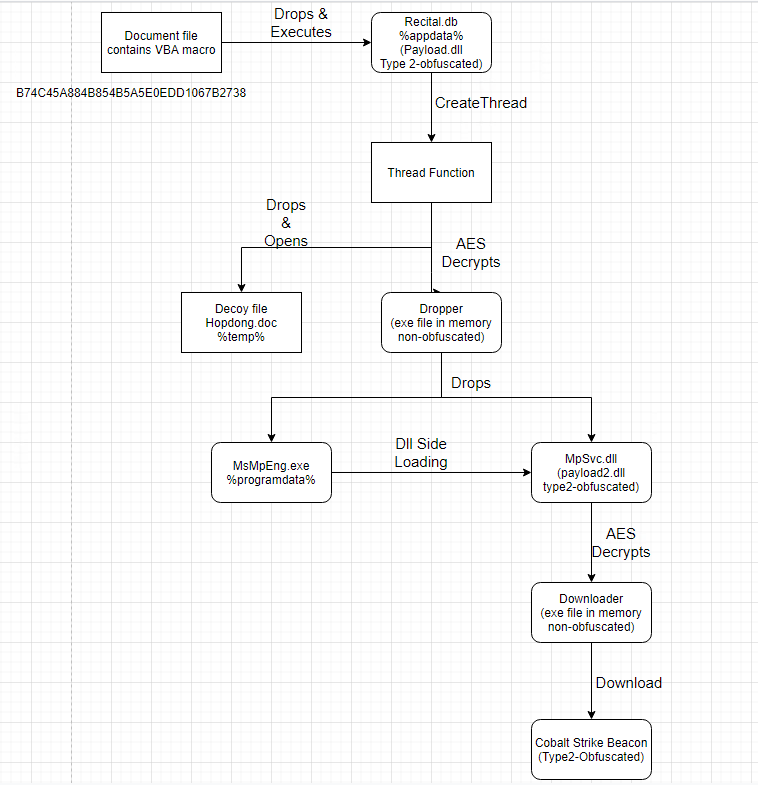 Document file
contains VBA macro
Drops &
Executes
Recital.db
%appdata%
(Payload.dll
Type 2-obfuscated)
B74C45A884B854B5A5E0EDD1067B2738
CreateThread
Thread Function
Drops
&
Opens
AES
Decrypts
Decoy file
Hopdong.doc
%temp%
Dropper
(exe file in memory
non-obfuscated)
Drops
MsMpEng.exe
%programdata%
Dll Side
Loading
MpSvc.dll
(payload2.dll
type2-obfuscated)
AES
Decrypts
Downloader
(exe file in memory
non-obfuscated)
Download
Cobalt Strike Beacon
(Type2-Obfuscated)